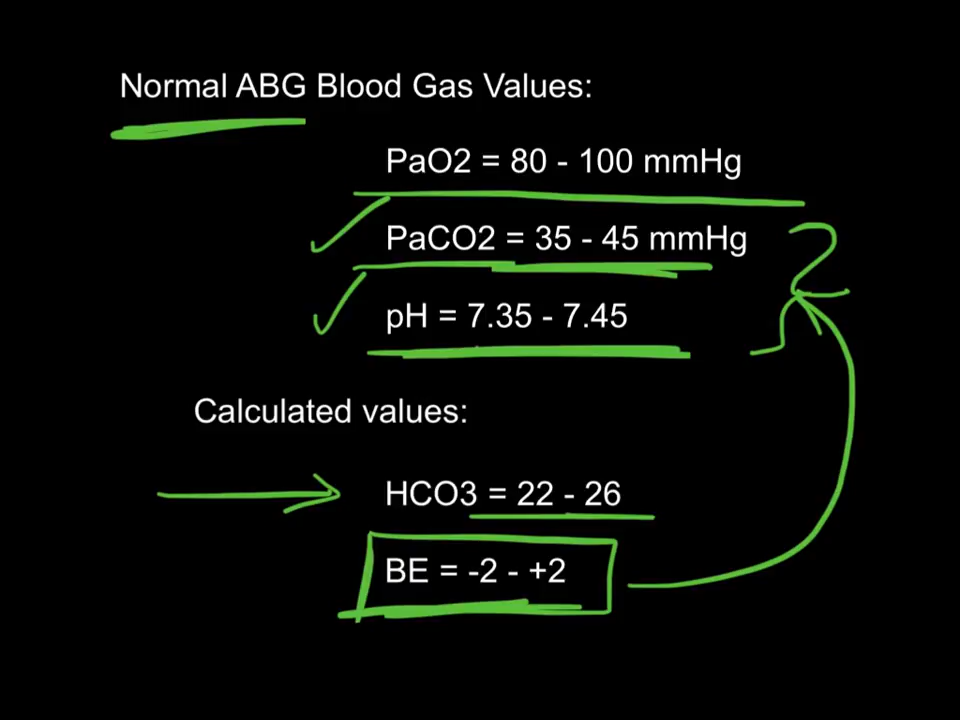 Normal ABG Blood Gas Values:
PaO2 = 80 - 100 mmHg
PaCO2 = 35 - 45 mmHg
pH = 7.35 - 7.45
Calculated values:
HCO3 = 22 - 26
BE = -2 - +2